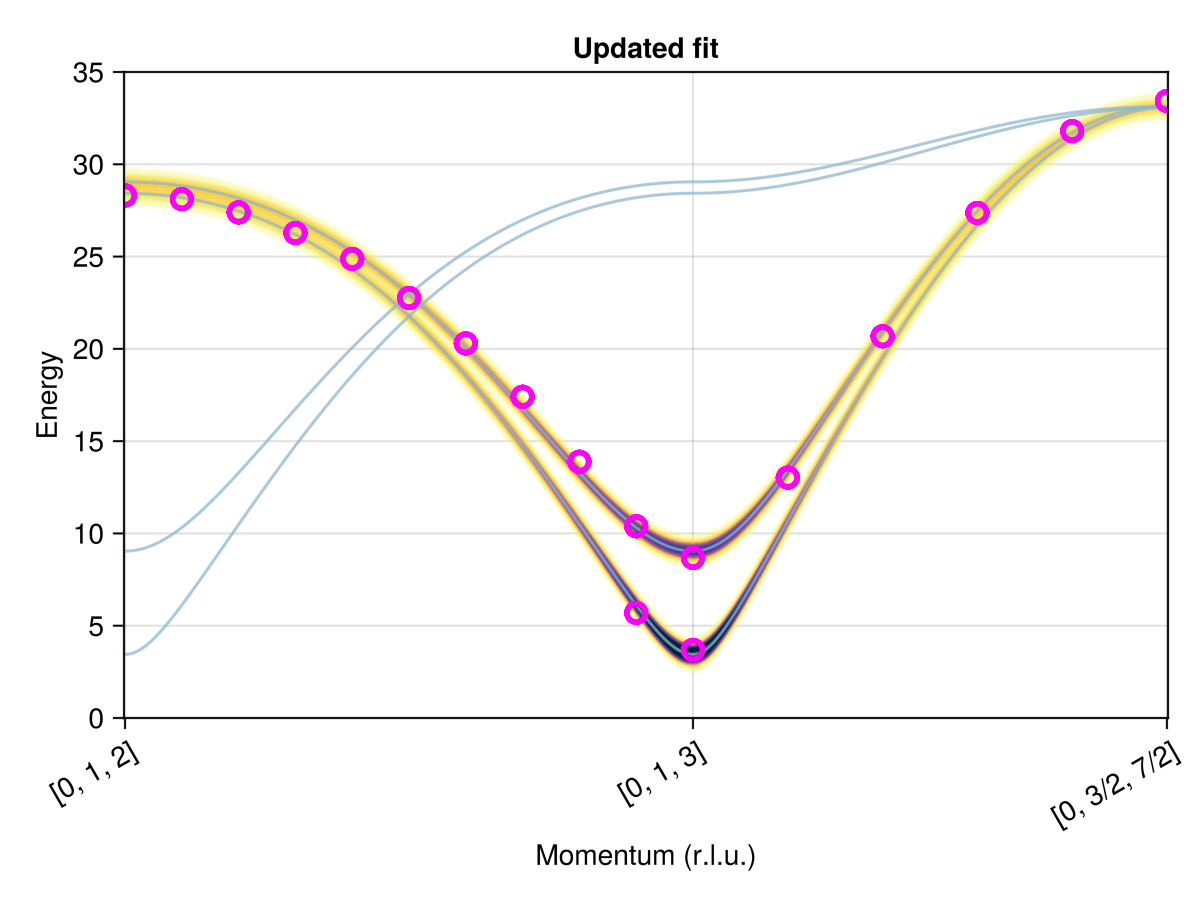 Updated fit
35
30
25
20
15
10
5
0
Energy
[0, 1, 2]
[0, 1, 3]
[0, 3/2, 7/2]
Momentum (r.l.u.)